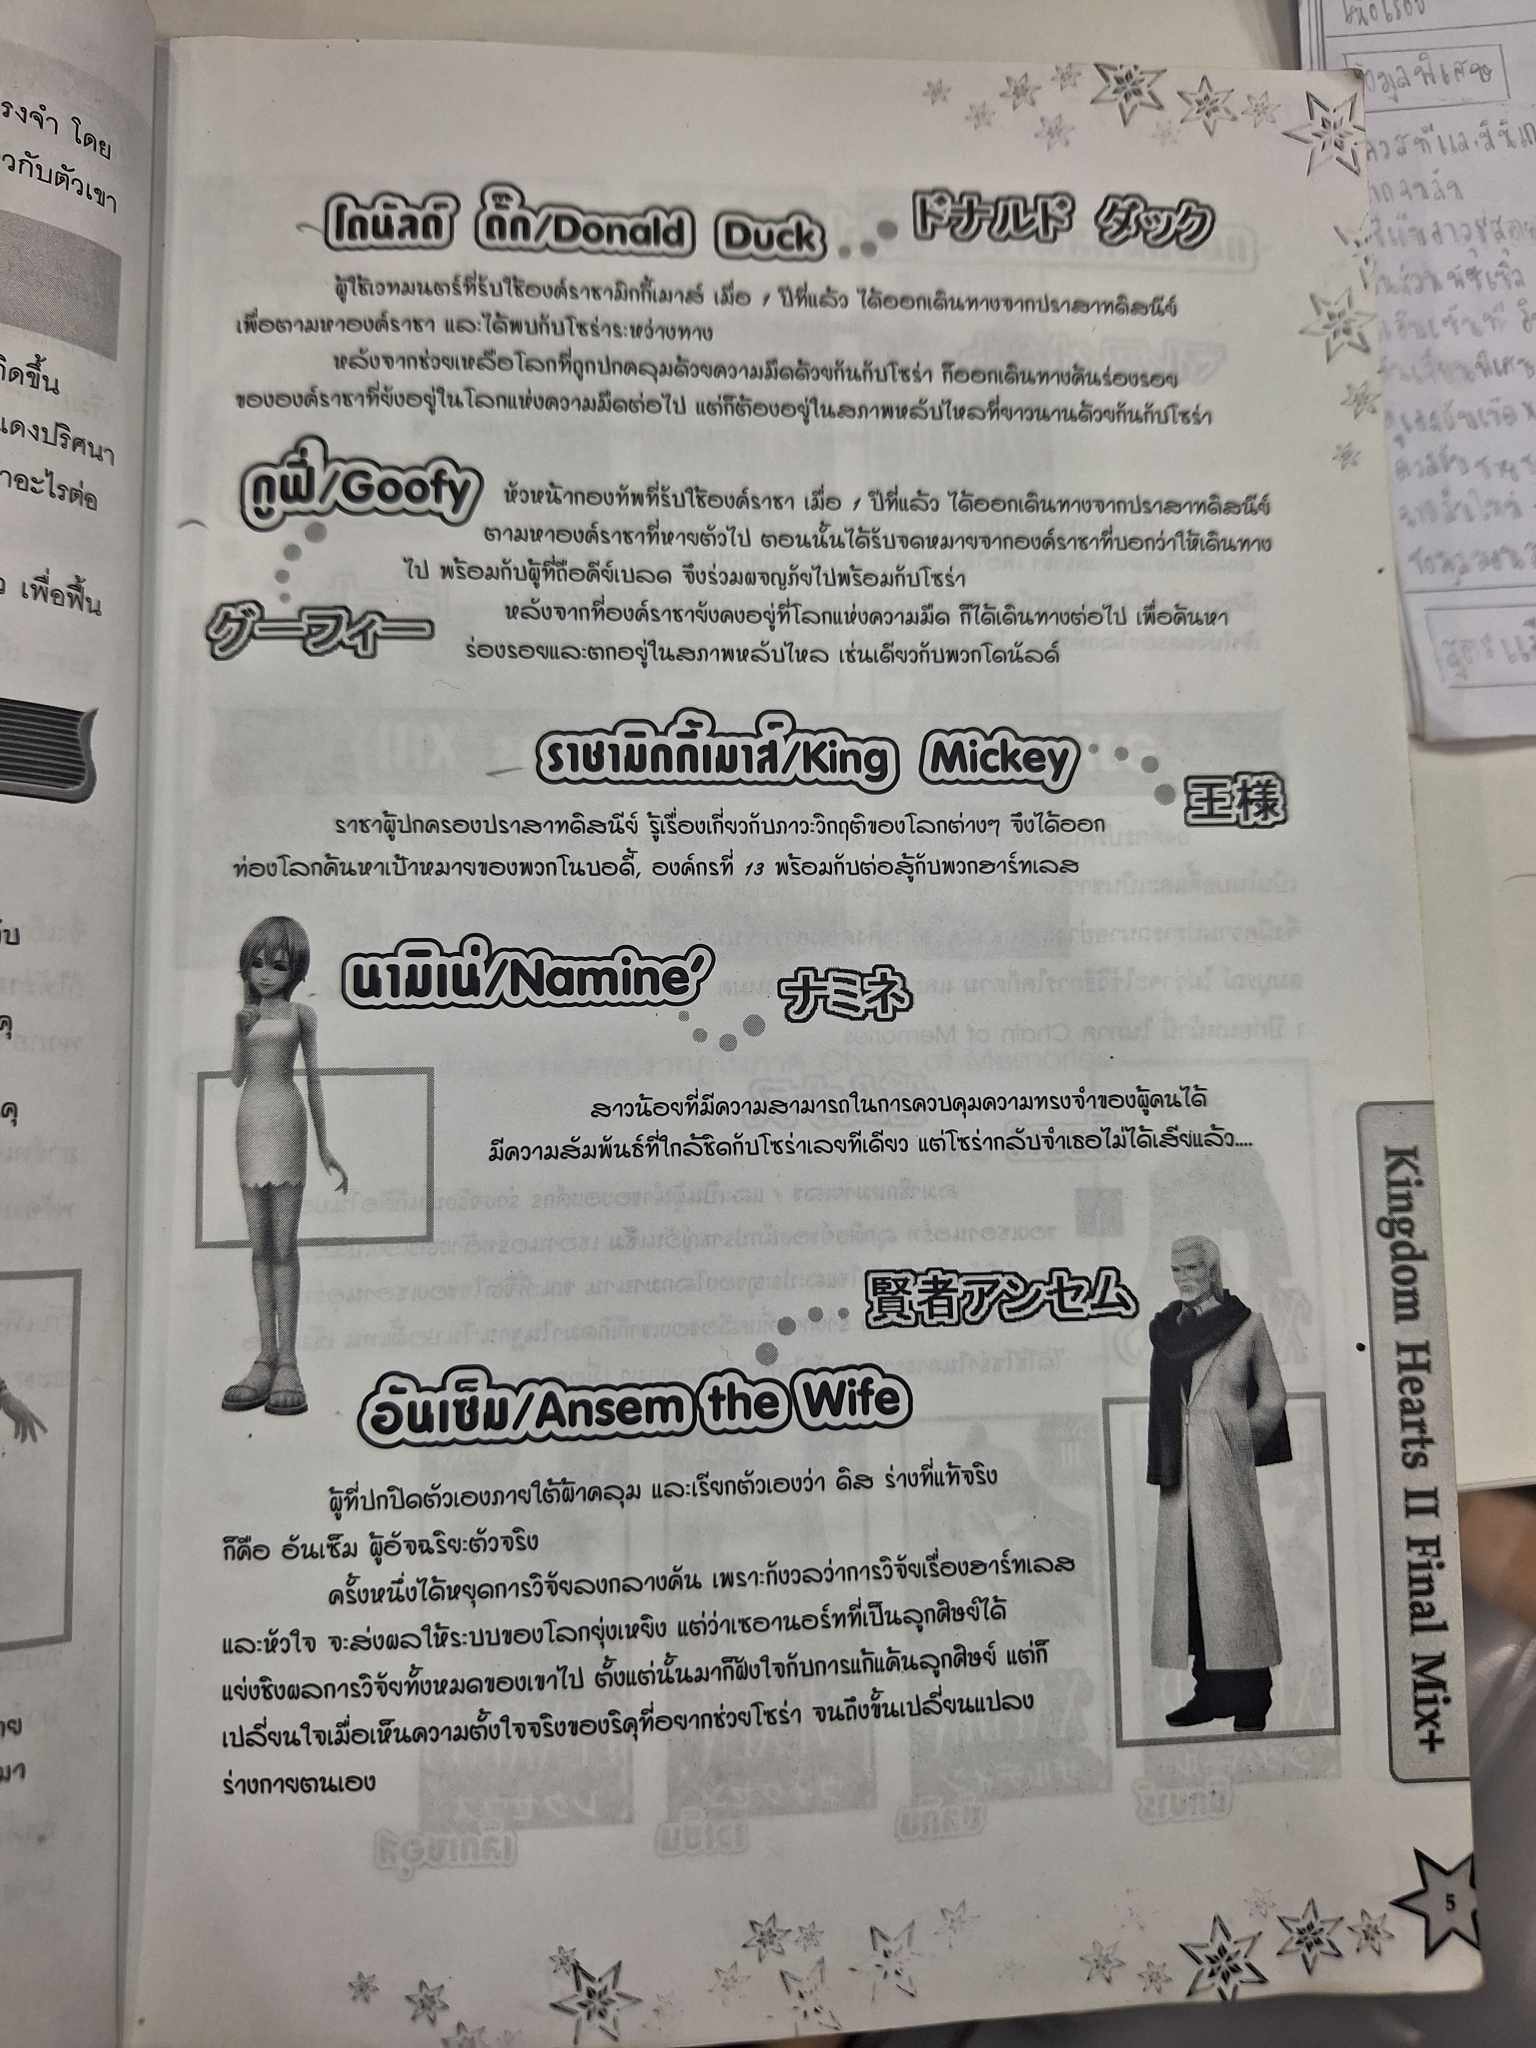 รงจำ โดย
วกับตัวเขา
กิดขึ้น
แดงปริศนา
าอะไรต่อ
เพื่อฟื้น
โดนัลด์ ดั๊ก/Donald Duck
ドナルド ダック
ผู้ใช้เวทมนตร์ที่รับใช้องค์ราชามิกกี้เมาส์ เมื่อ 1 ปีที่แล้ว ได้ออกเดินทางจากปราสาทดิสนีย์
เพื่อตามหาองค์ราชา และได้พบกับโซร่าระหว่างทาง
หลังจากช่วยเหลือโลกที่ถูกปกคลุมด้วยความมืดด้วยกันกับโซร่า ก็ออกเดินทางค้นร่องรอย
ขององค์ราชาที่ยังอยู่ในโลกแห่งความมืดต่อไป แต่ก็ต้องอยู่ในสภาพหลับไหลที่ยาวนานด้วยกันกับโซร่า
กูฟี่/Goofy
グーフィー
หัวหน้ากองทัพที่รับใช้องค์ราชา เมื่อ 1 ปีที่แล้ว ได้ออกเดินทางจากปราสาทดิสนีย์
ตามหาองค์ราชาที่หายตัวไป ตอนนั้นได้รับจดหมายจากองค์ราชาที่บอกว่าให้เดินทาง
ไป พร้อมกับผู้ที่ถือคีย์เบลด จึงร่วมผจญภัยไปพร้อมกับโซร่า
หลังจากที่องค์ราชายังคงอยู่ที่โลกแห่งความมืด ก็ได้เดินทางต่อไป เพื่อค้นหา
ร่องรอยและตกอยู่ในสภาพหลับไหล เช่นเดียวกับพวกโดนัลด์
ราชามิกกี้เมาส์/King Mickey
王様
ราชาผู้ปกครองปราสาทดิสนีย์ รู้เรื่องเกี่ยวกับภาวะวิกฤติของโลกต่างๆ จึงได้ออก
ท่องโลกค้นหาเป้าหมายของพวกโนบอดี้, องค์กรที่ 13 พร้อมกับต่อสู้กับพวกฮาร์ทเลส
นามิเน่/Namine'
ナミネ
สาวน้อยที่มีความสามารถในการควบคุมความทรงจำของผู้คนได้
มีความสัมพันธ์ที่ใกล้ชิดกับโซร่าเลยทีเดียว แต่โซร่ากลับจำเธอไม่ได้เสียแล้ว....
賢者アンセム
อันเซ็ม/Ansem the Wife
ผู้ที่ปกปิดตัวเองภายใต้ผ้าคลุม และเรียกตัวเองว่า ดิส ร่างที่แท้จริง
ก็คือ อันเซ็ม ผู้อัจฉริยะตัวจริง
ครั้งหนึ่งได้หยุดการวิจัยลงกลางคัน เพราะกังวลว่าการวิจัยเรื่องฮาร์ทเลส
และหัวใจ จะส่งผลให้ระบบของโลกยุ่งเหยิง แต่ว่าเซอานอร์ทที่เป็นลูกศิษย์ได้
แย่งชิงผลการวิจัยทั้งหมดของเขาไป ตั้งแต่นั้นมาก็ฝังใจกับการแก้แค้นลูกศิษย์ แต่ก็
เปลี่ยนใจเมื่อเห็นความตั้งใจจริงของริคุที่อยากช่วยโซร่า จนถึงขั้นเปลี่ยนแปลง
ร่างกายตนเอง
Kingdom Hearts II Final Mix+
5